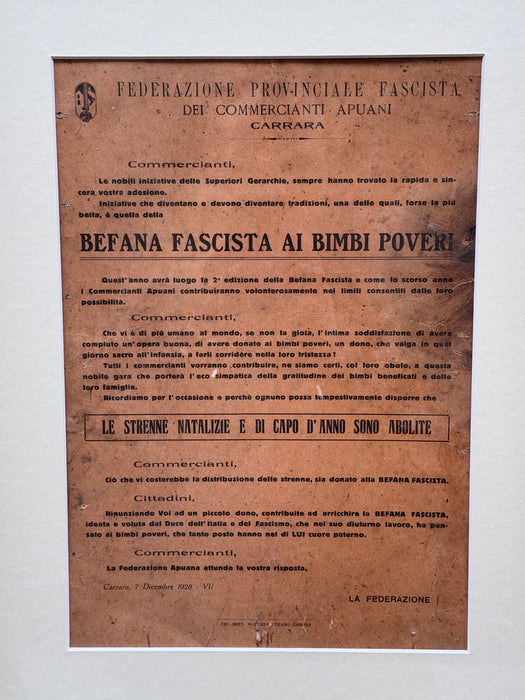 FEDERAZIONE PROVINCIALE FASCISTA
DEI COMMERCIANTI APUANI
CARRARA
Commercianti,
Le nobili iniziative delle Superiori Gerarchie, sempre hanno trovato la rapida e sin-
cera vostra adesione.
Iniziative che diventano e devono diventare tradizioni, una delle quali, forse la più
bella, è quella della
BEFANA FASCISTA AI BIMBI POVERI
Quest'anno avrà luogo la 2ª edizione della Befana Fascista e come lo scorso anno
i Commercianti Apuani contribuiranno volonterosamente nei limiti consentiti dalle loro
possibilità.
Commercianti,
Che vi è di più umano al mondo, se non la gioia, l'intima soddisfazione di avere
compiuto un'opera buona, di avere donato ai bimbi poveri, un dono, che valga in quel
giorno sacro all'infanzia, a farli sorridere nella loro tristezza?
Tutti i commercianti vorranno contribuire, ne siamo certi, col loro obolo, a questa
nobile gara che porterà l'eco simpatica della gratitudine dei bimbi beneficati e delle
loro famiglie.
Ricordiamo per l'occasione e perchè ognuno possa tempestivamente disporre che
LE STRENNE NATALIZIE E DI CAPO D'ANNO SONO ABOLITE
Commercianti,
Ciò che vi costerebbe la distribuzione delle strenne, sia donato alla BEFANA FASCISTA.
Cittadini,
Rinunziando Voi ad un piccolo dono, contribuite ad arricchire la BEFANA FASCISTA,
ideata e voluta dal Duce dell'Italia e del Fascismo, che nel suo diuturno lavoro, ha pen-
sato ai bimbi poveri, che tanto posto hanno nel di LUI cuore paterno.
Commercianti,
La Federazione Apuana attende la vostra risposta.
Carrara, 7 Dicembre 1928 - VII
LA FEDERAZIONE
APUANO CARRARA